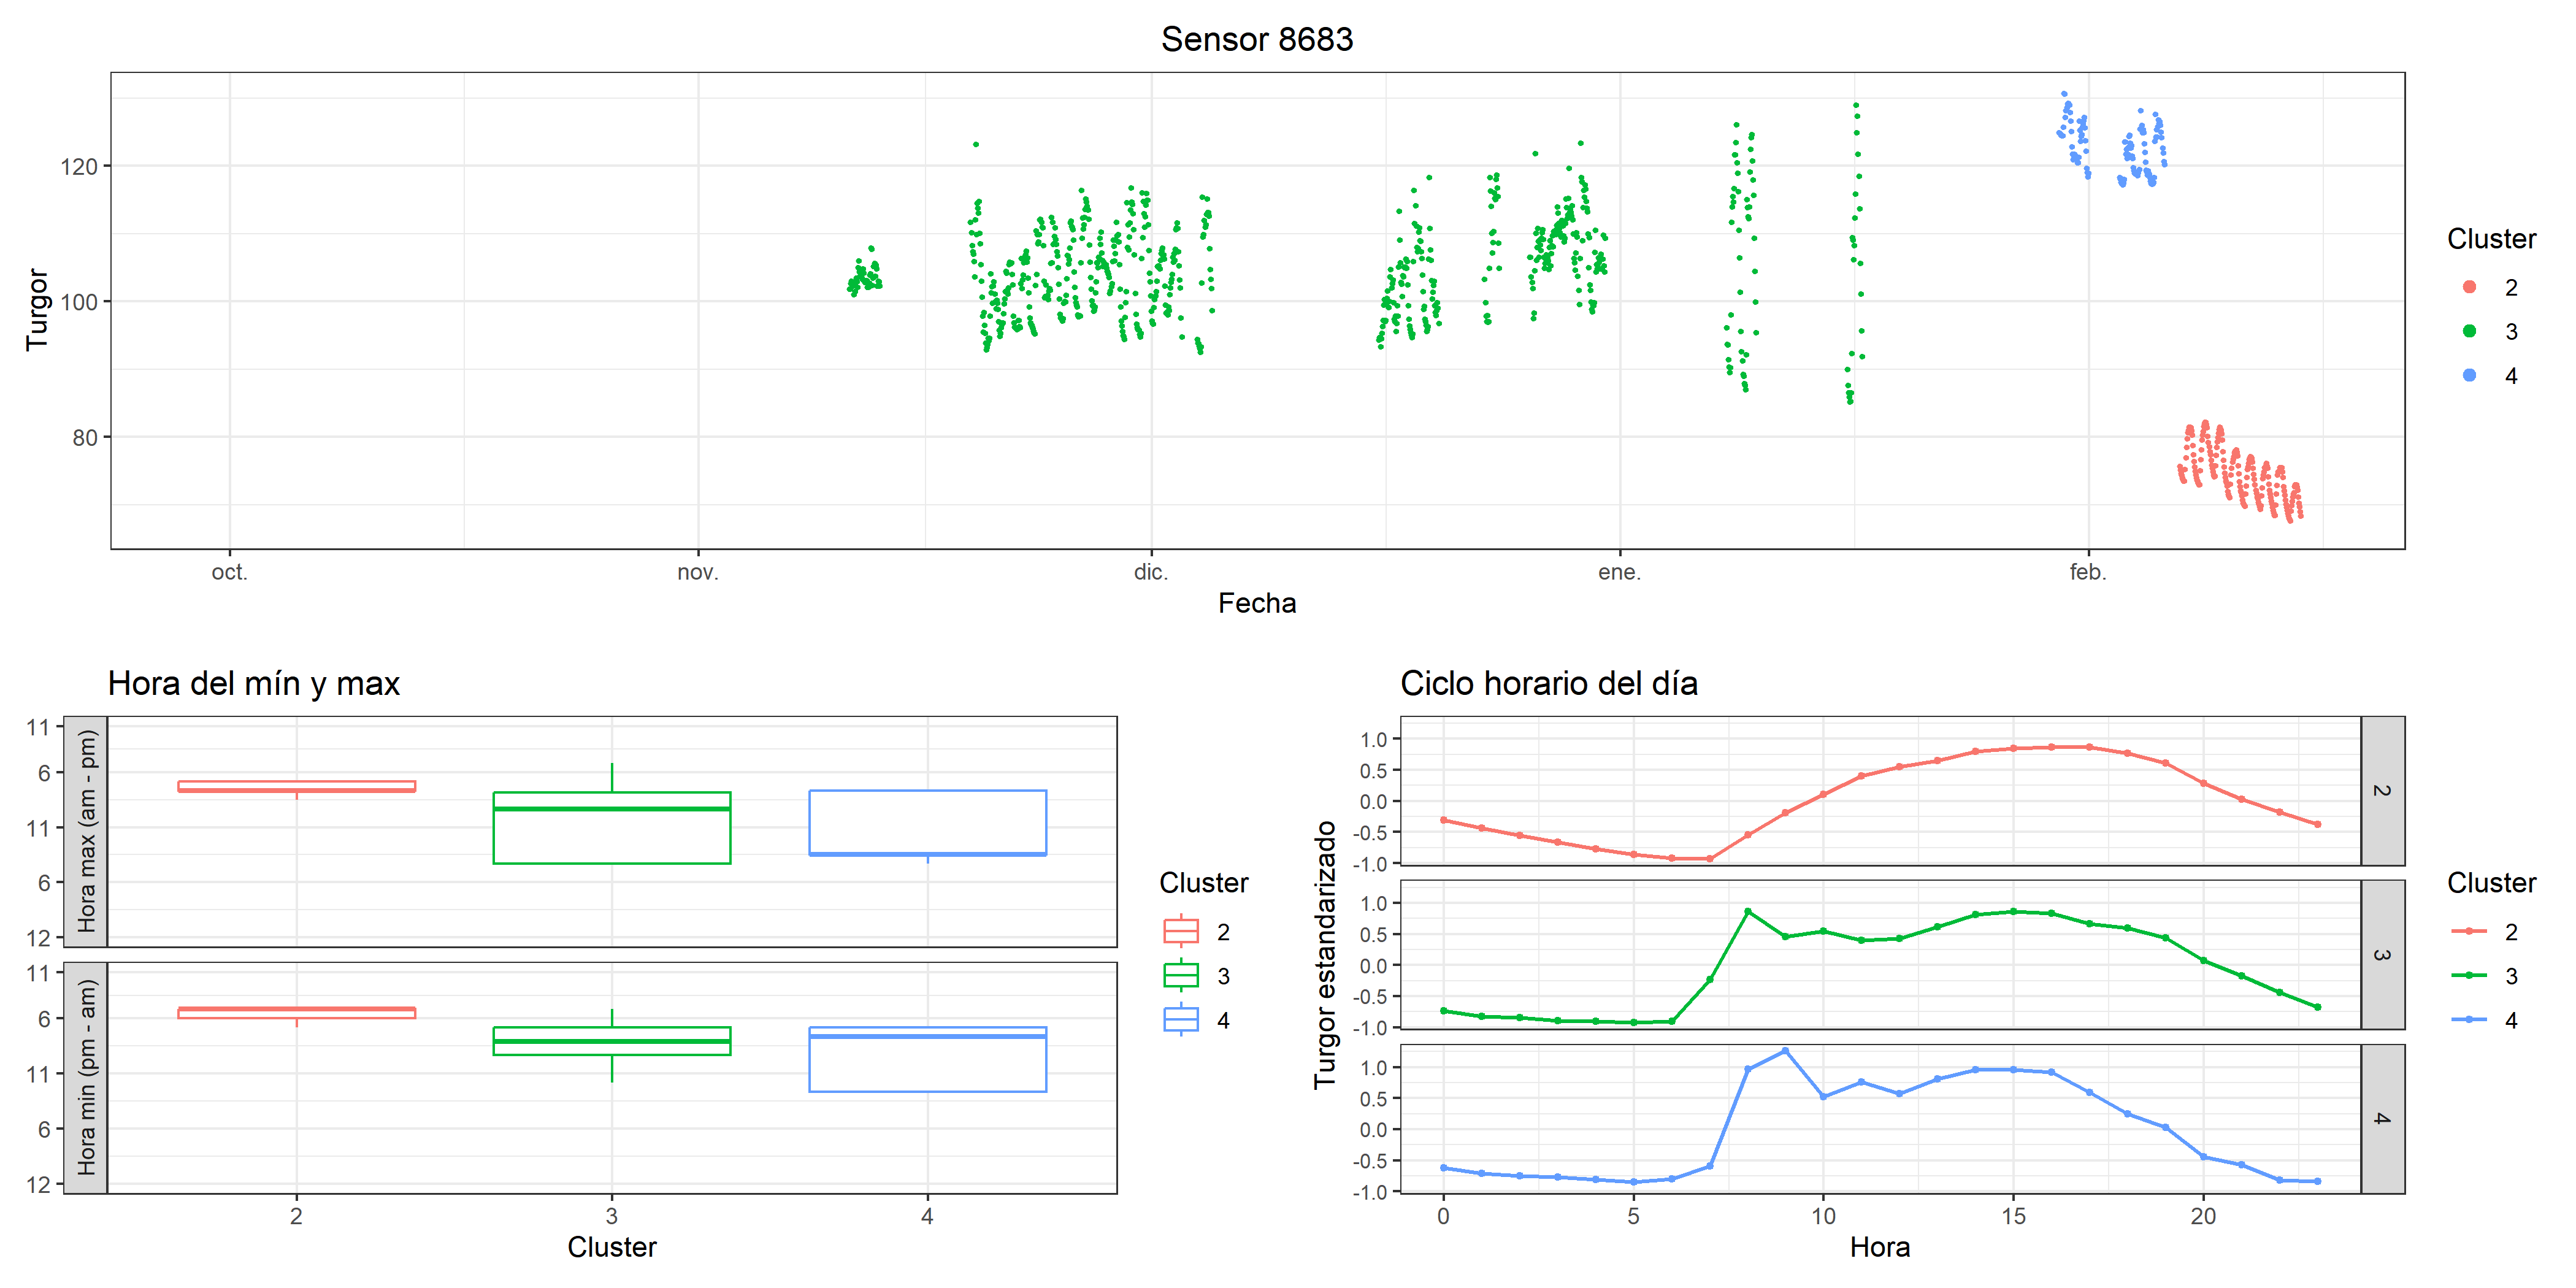 Sensor 8683
Turgor
120
100
80
oct.
nov.
dic.
ene.
feb.
Fecha
Cluster
2
3
4
Hora del mín y max
Hora max (am - pm)
11
6
11
6
12
Hora min (pm - am)
11
6
11
6
12
2
3
4
Cluster
Cluster
2
3
4
Ciclo horario del día
Turgor estandarizado
1.0
0.5
0.0
-0.5
-1.0
2
1.0
0.5
0.0
-0.5
-1.0
3
1.0
0.5
0.0
-0.5
-1.0
4
0
5
10
15
20
Hora
Cluster
2
3
4